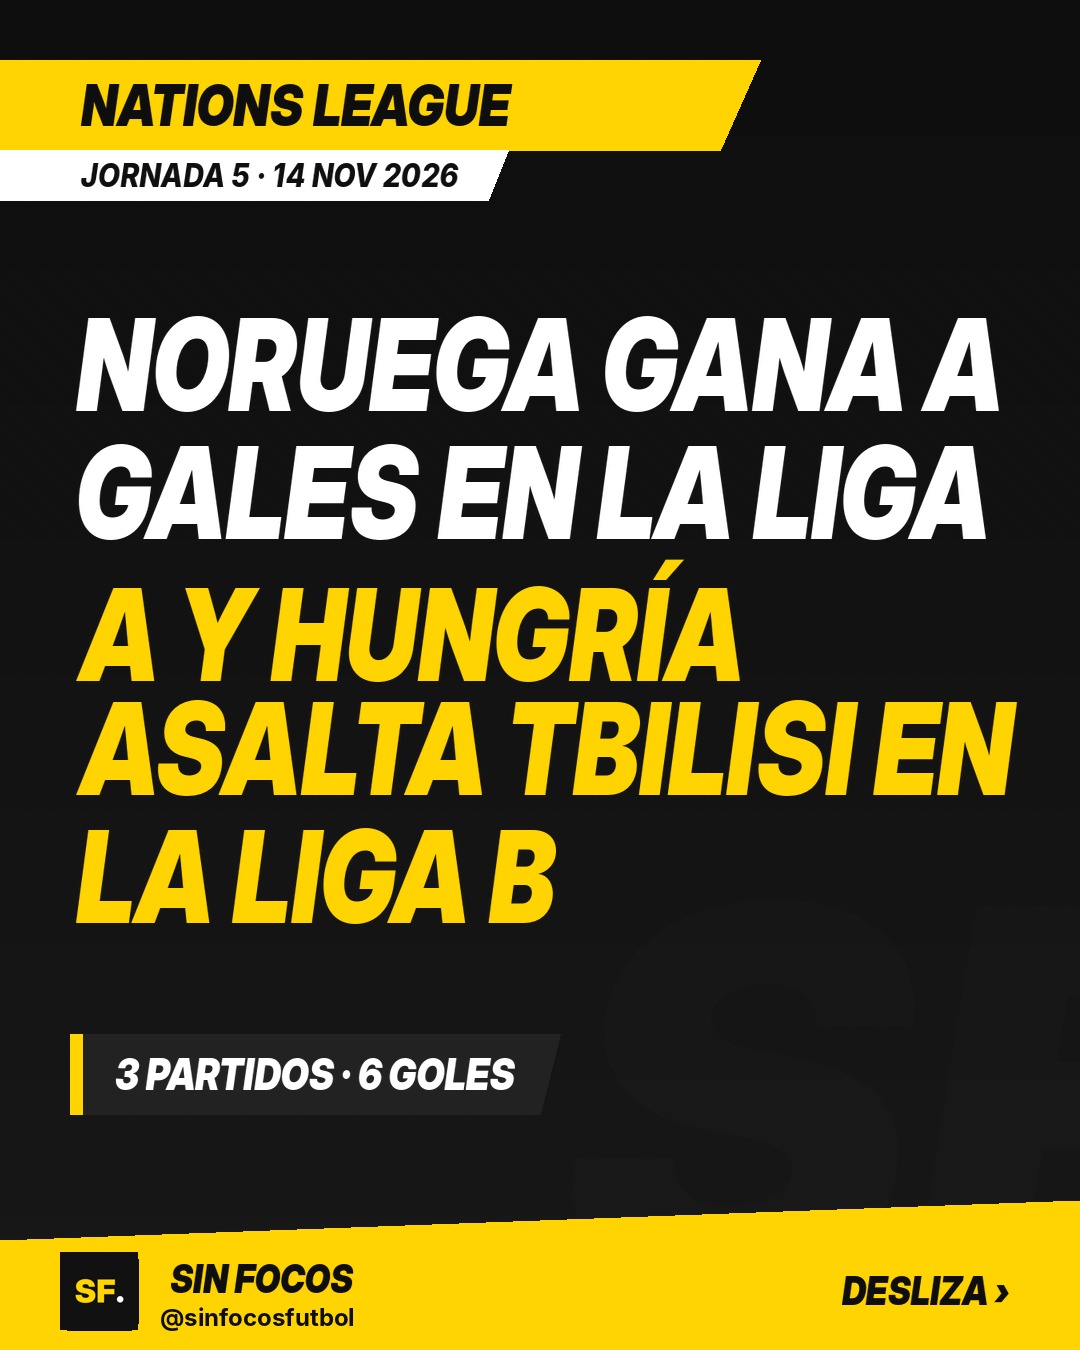 NATIONS LEAGUE
JORNADA 5 · 14 NOV 2026
NORUEGA GANA A
GALES EN LA LIGA
A Y HUNGRÍA
ASALTA TBILISI EN
LA LIGA B
3 PARTIDOS · 6 GOLES
SF.
SIN FOCOS
@sinfocosfutbol
DESLIZA ›